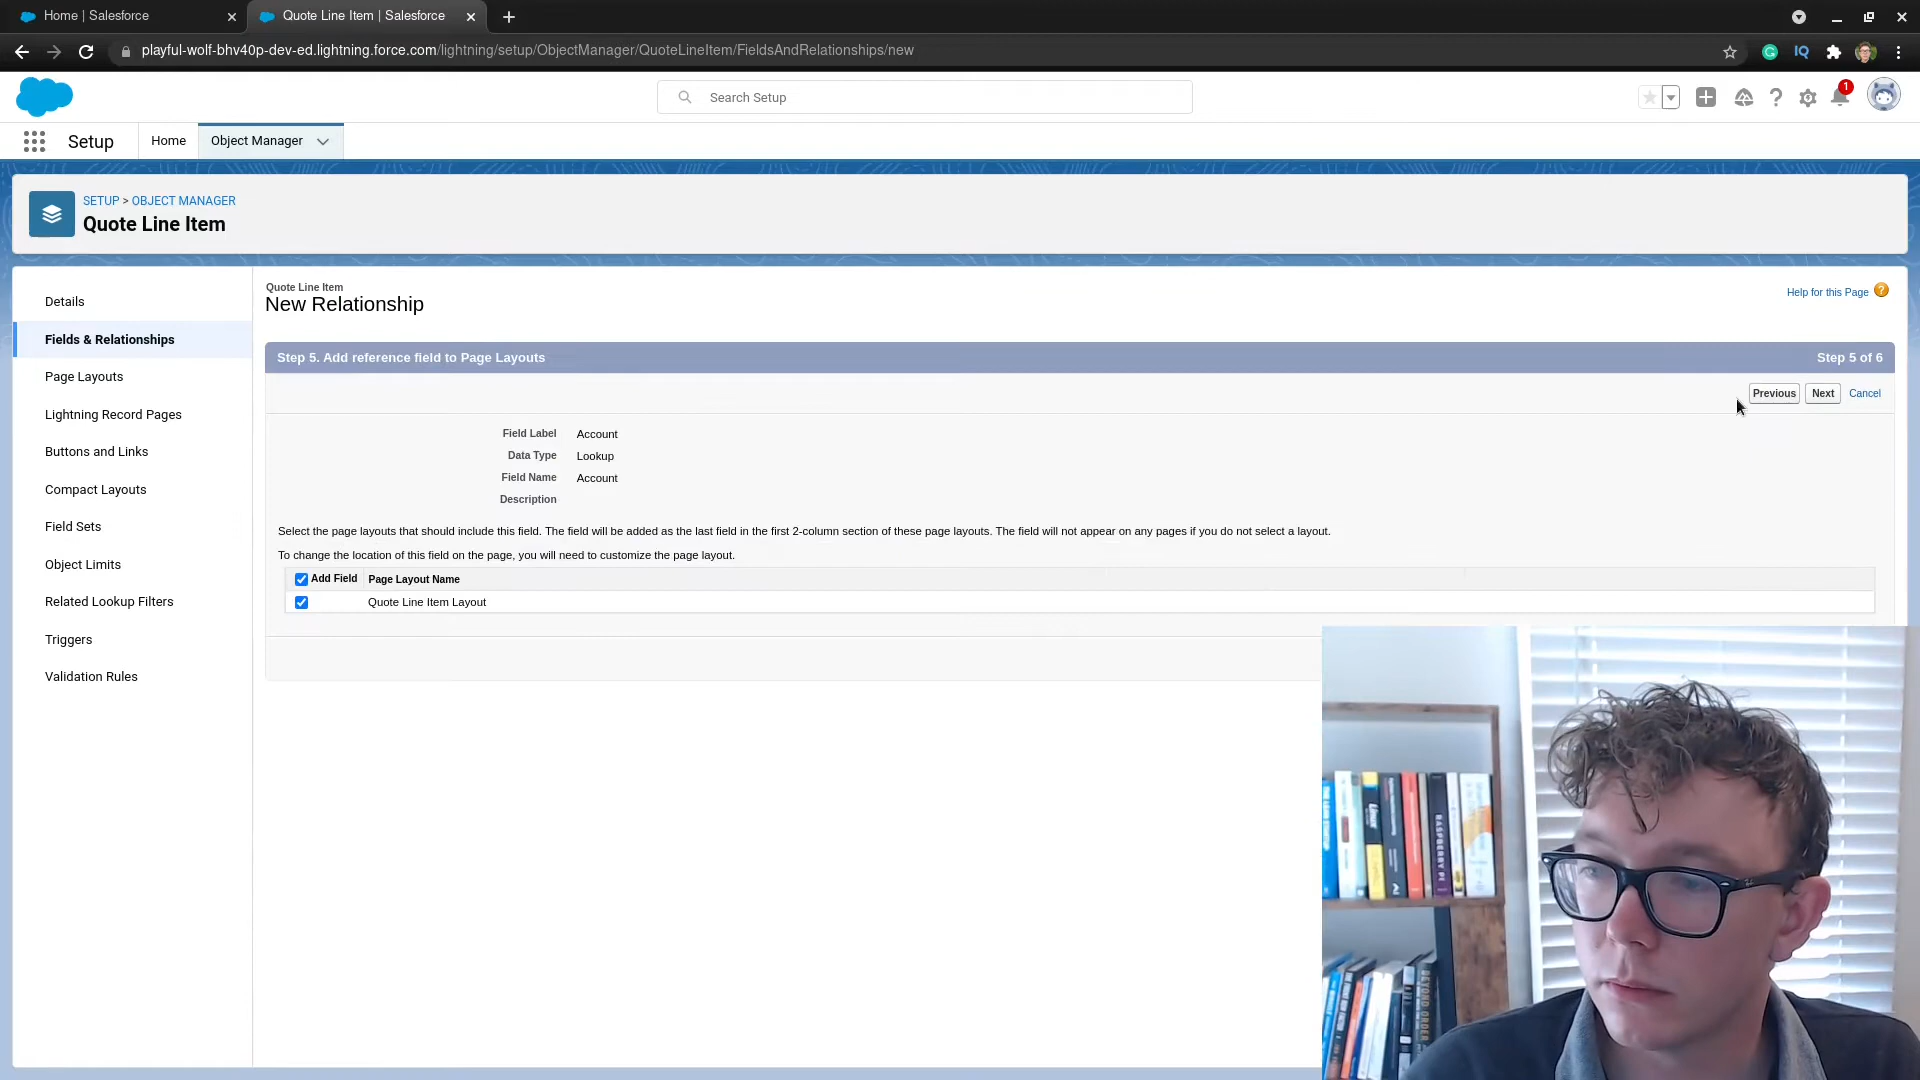 Home | Salesforce
Quote Line Item | Salesforce
playful-wolf-bhv40p-dev-ed.lightning.force.com/lightning/setup/ObjectManager/QuoteLineItem/FieldsAndRelationships/new
IQ
Search Setup
1
Setup
Home
Object Manager
SETUP > OBJECT MANAGER
Quote Line Item
Details
Fields & Relationships
Page Layouts
Lightning Record Pages
Buttons and Links
Compact Layouts
Field Sets
Object Limits
Related Lookup Filters
Triggers
Validation Rules
Quote Line Item
New Relationship
Help for this Page ?
Step 5. Add reference field to Page Layouts
Step 5 of 6
Previous Next Cancel
Field Label Account
Data Type Lookup
Field Name Account
Description
Select the page layouts that should include this field. The field will be added as the last field in the first 2-column section of these page layouts. The field will not appear on any pages if you do not select a layout.
To change the location of this field on the page, you will need to customize the page layout.
Add Field Page Layout Name
Quote Line Item Layout
RASPBERRY PI
BEYOND ORDER